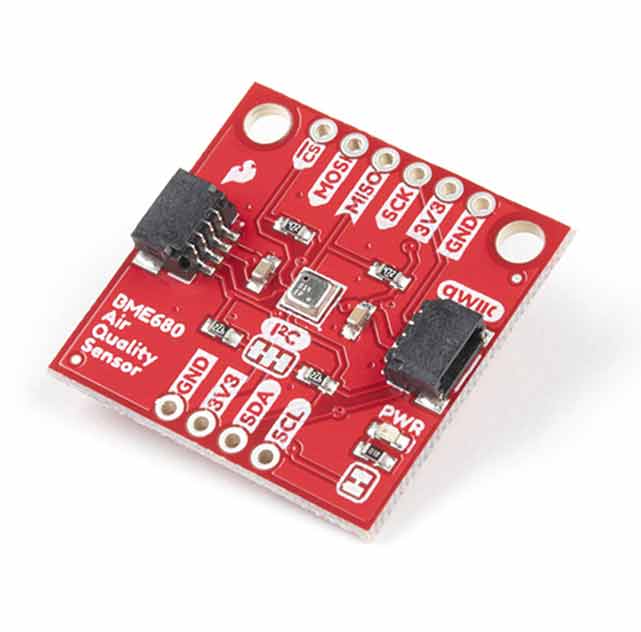 CS
MOSI
MISO
SCK
3V3
GND
qwiic
I²C
BME680
Air
Quality
Sensor
GND
3V3
SDA
SCL
PWR